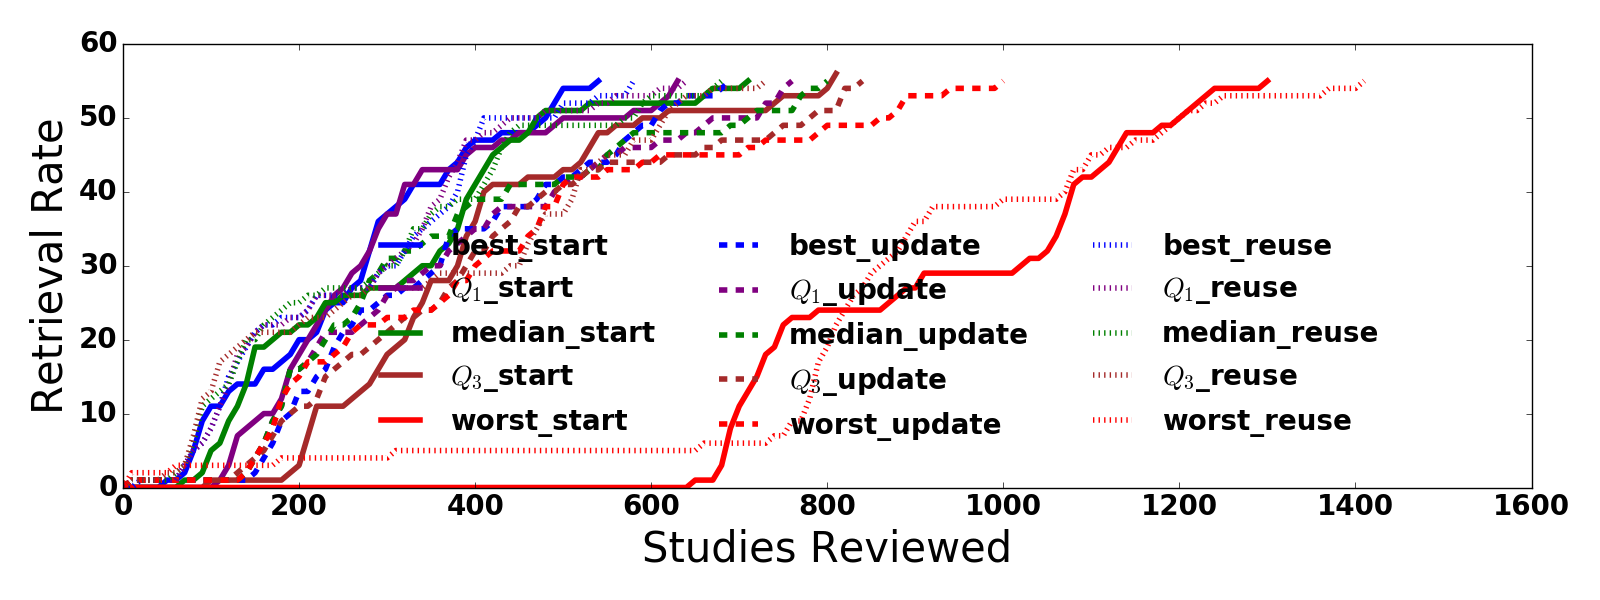 60
50
40
30
20
10
0
Retrieval Rate
best_start best_update best_reuse
Q1_start Q1_update Q1_reuse
median_start median_update median_reuse
Q3_start Q3_update Q3_reuse
worst_start worst_update worst_reuse
0 200 400 600 800 1000 1200 1400 1600
Studies Reviewed